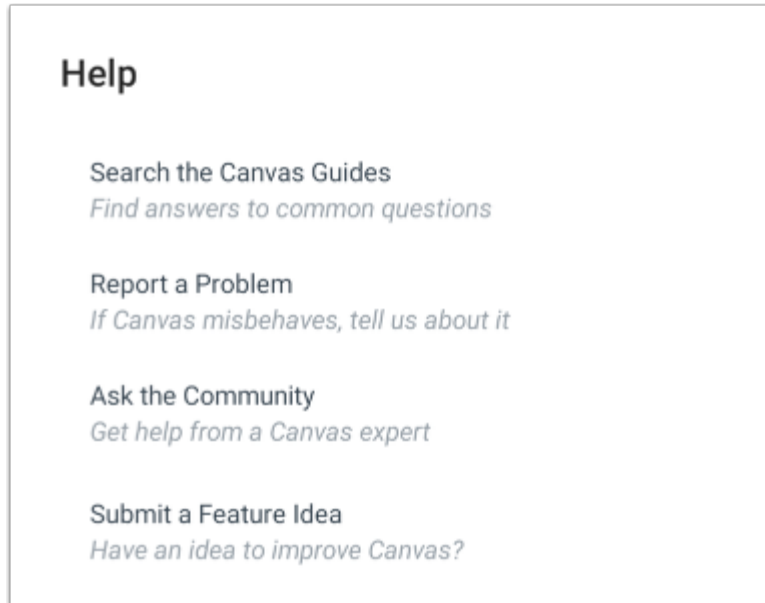 Help
Search the Canvas Guides
Find answers to common questions
Report a Problem
If Canvas misbehaves, tell us about it
Ask the Community
Get help from a Canvas expert
Submit a Feature Idea
Have an idea to improve Canvas?